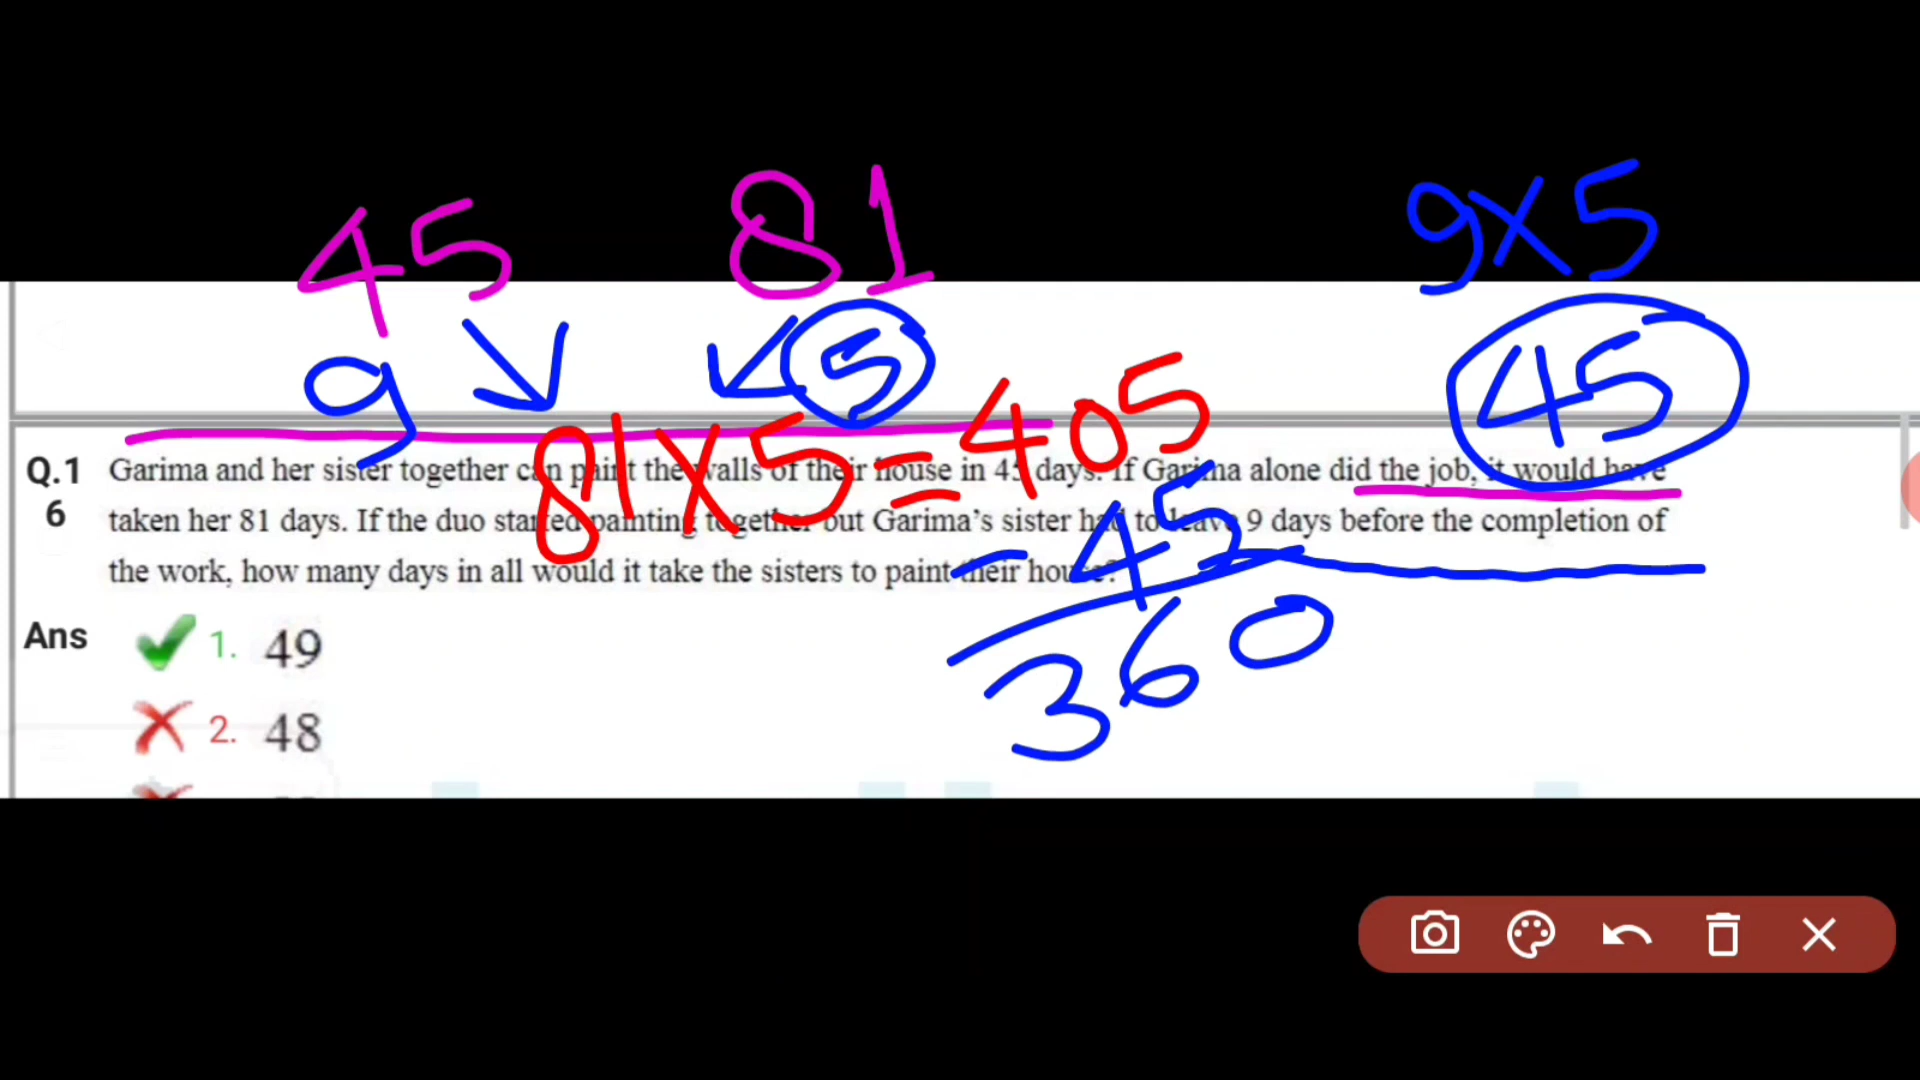 45 81 9x5
9 5 45
81x5=405
Q.16 Garima and her sister together can paint the walls of their house in 45 days. If Garima alone did the job, it would have
taken her 81 days. If the duo started painting together but Garima's sister had to leave 9 days before the completion of
the work, how many days in all would it take the sisters to paint their house?
-45
360
Ans 1. 49
2. 48